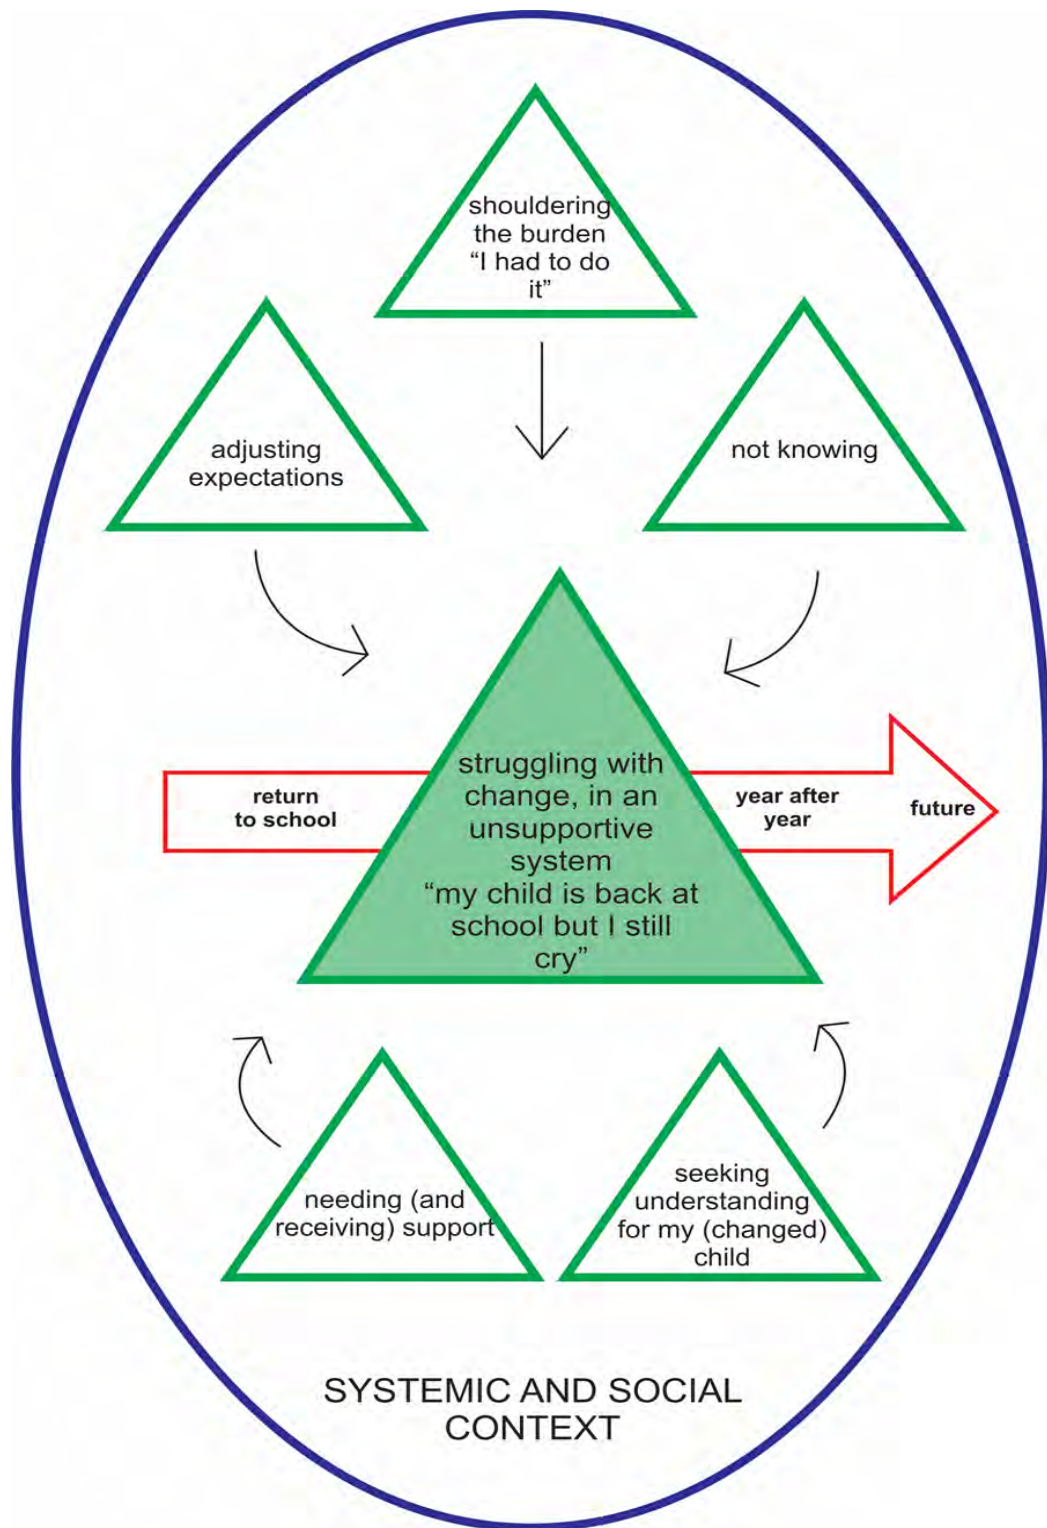 shouldering
the burden
“I had to do
it”
adjusting
expectations
not knowing
struggling with
change, in an
unsupportive
system
“my child is back at
school but I still
cry”
return
to school
year after
year
future
needing (and
receiving) support
seeking
understanding
for my (changed)
child
SYSTEMIC AND SOCIAL
CONTEXT